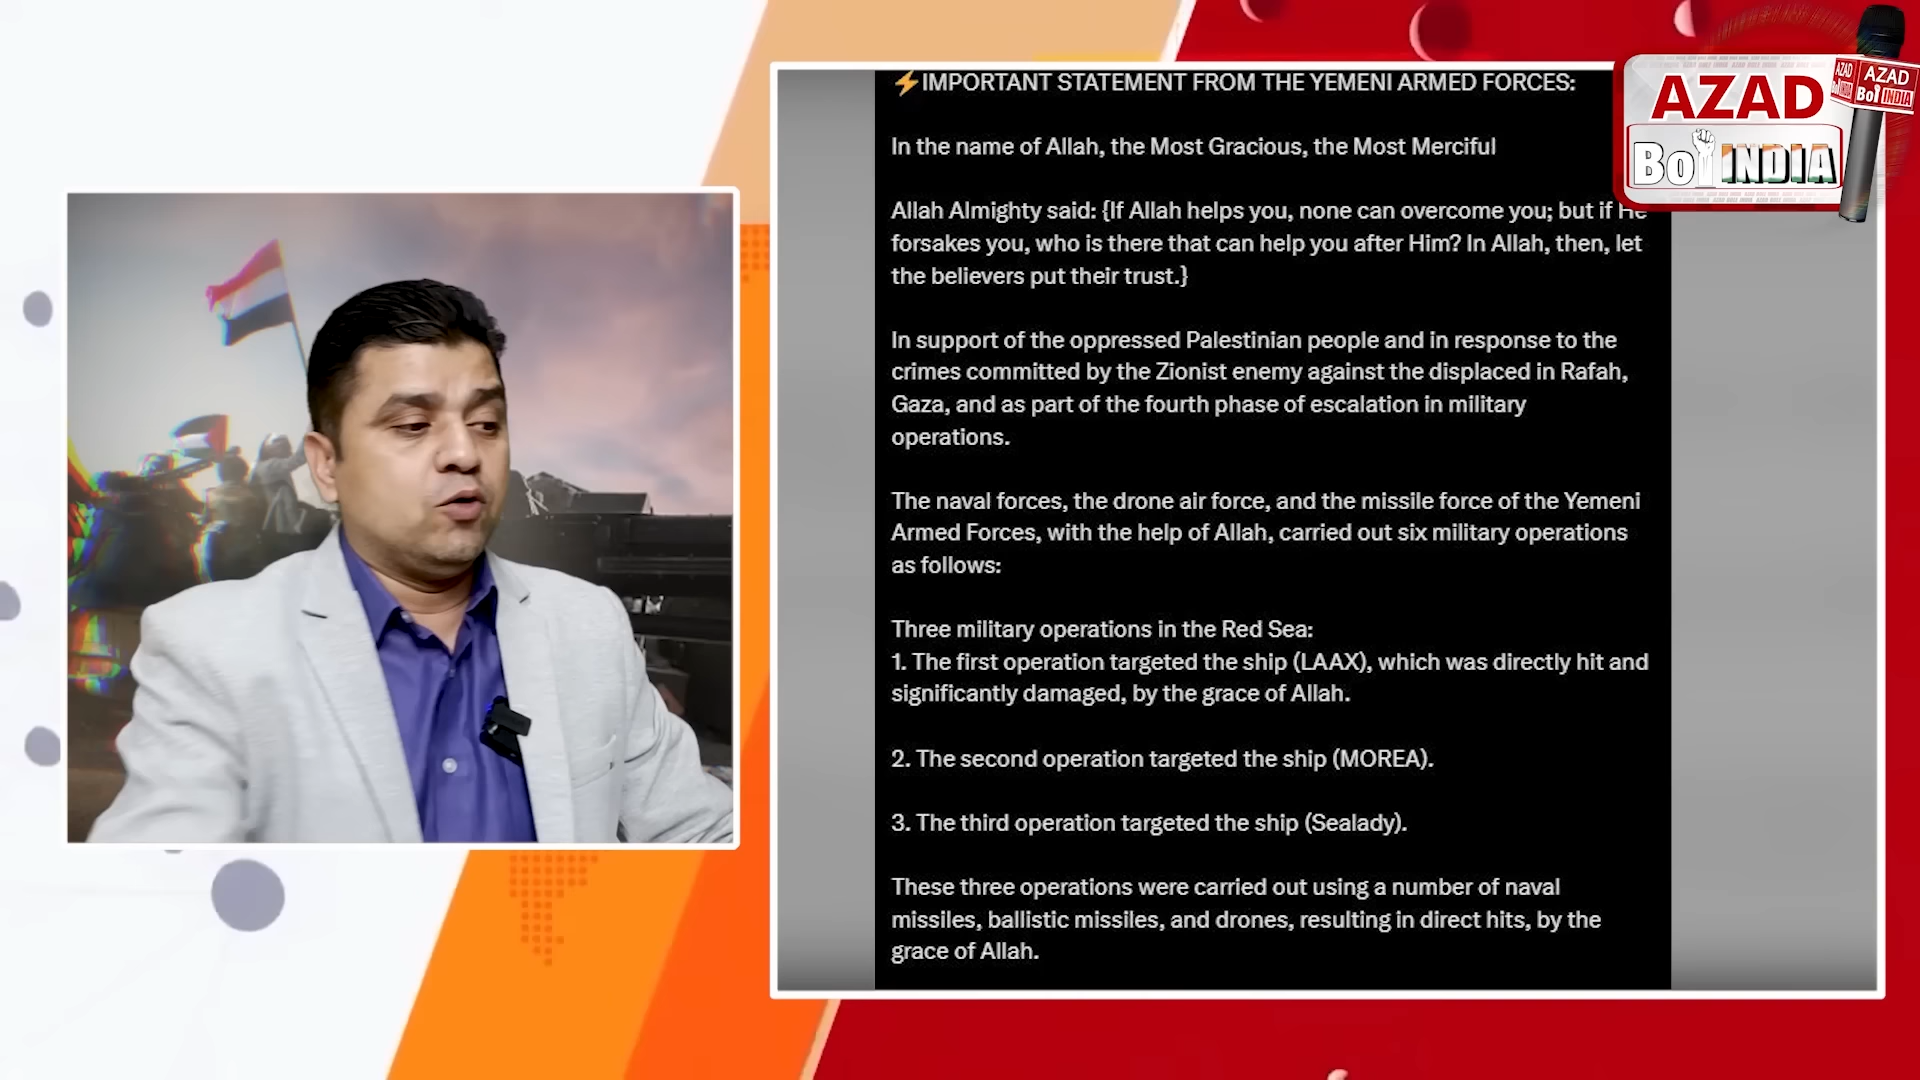 ⚡IMPORTANT STATEMENT FROM THE YEMENI ARMED FORCES:
In the name of Allah, the Most Gracious, the Most Merciful
Allah Almighty said: {If Allah helps you, none can overcome you; but if He
forsakes you, who is there that can help you after Him? In Allah, then, let
the believers put their trust.}
In support of the oppressed Palestinian people and in response to the
crimes committed by the Zionist enemy against the displaced in Rafah,
Gaza, and as part of the fourth phase of escalation in military
operations.
The naval forces, the drone air force, and the missile force of the Yemeni
Armed Forces, with the help of Allah, carried out six military operations
as follows:
Three military operations in the Red Sea:
1. The first operation targeted the ship (LAAX), which was directly hit and
significantly damaged, by the grace of Allah.
2. The second operation targeted the ship (MOREA).
3. The third operation targeted the ship (Sealady).
These three operations were carried out using a number of naval
missiles, ballistic missiles, and drones, resulting in direct hits, by the
grace of Allah.
AZAD
Bol INDIA
AZAD
Bol INDIA
AZAD
Bol INDIA